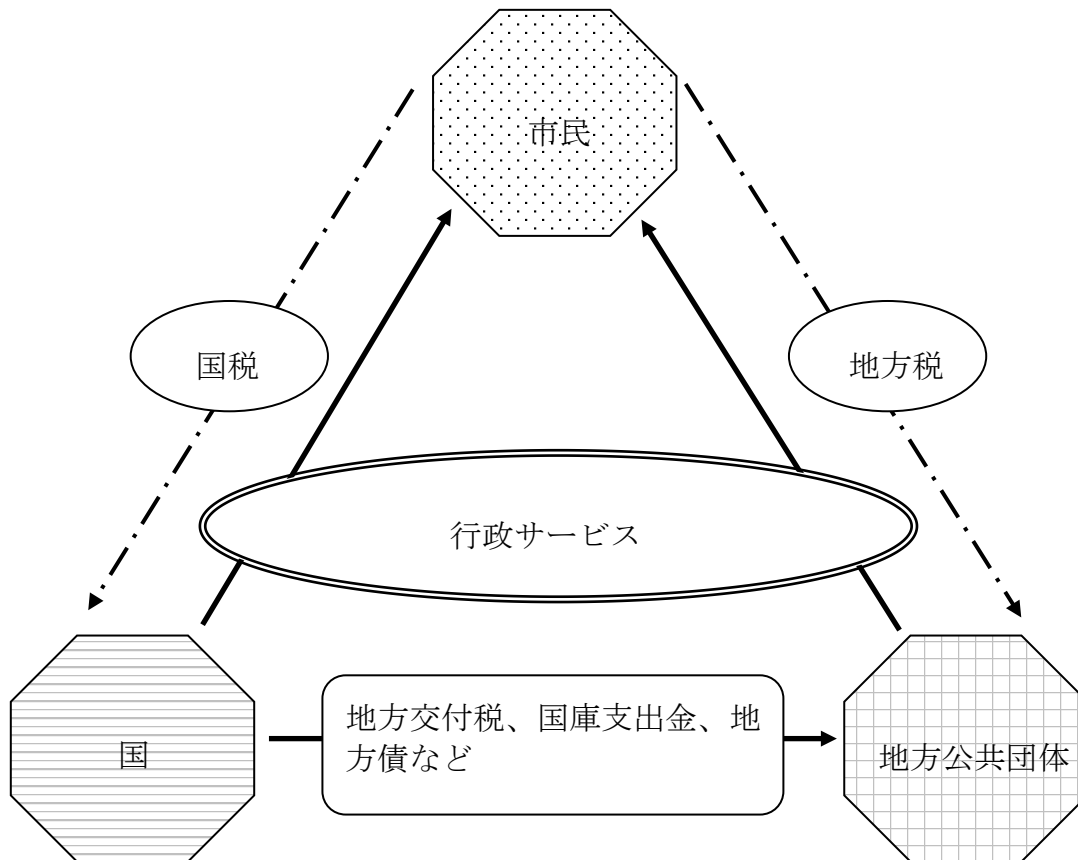 市民
国税
地方税
行政サービス
地方交付税、国庫支出金、地
方債など
国
地方公共団体